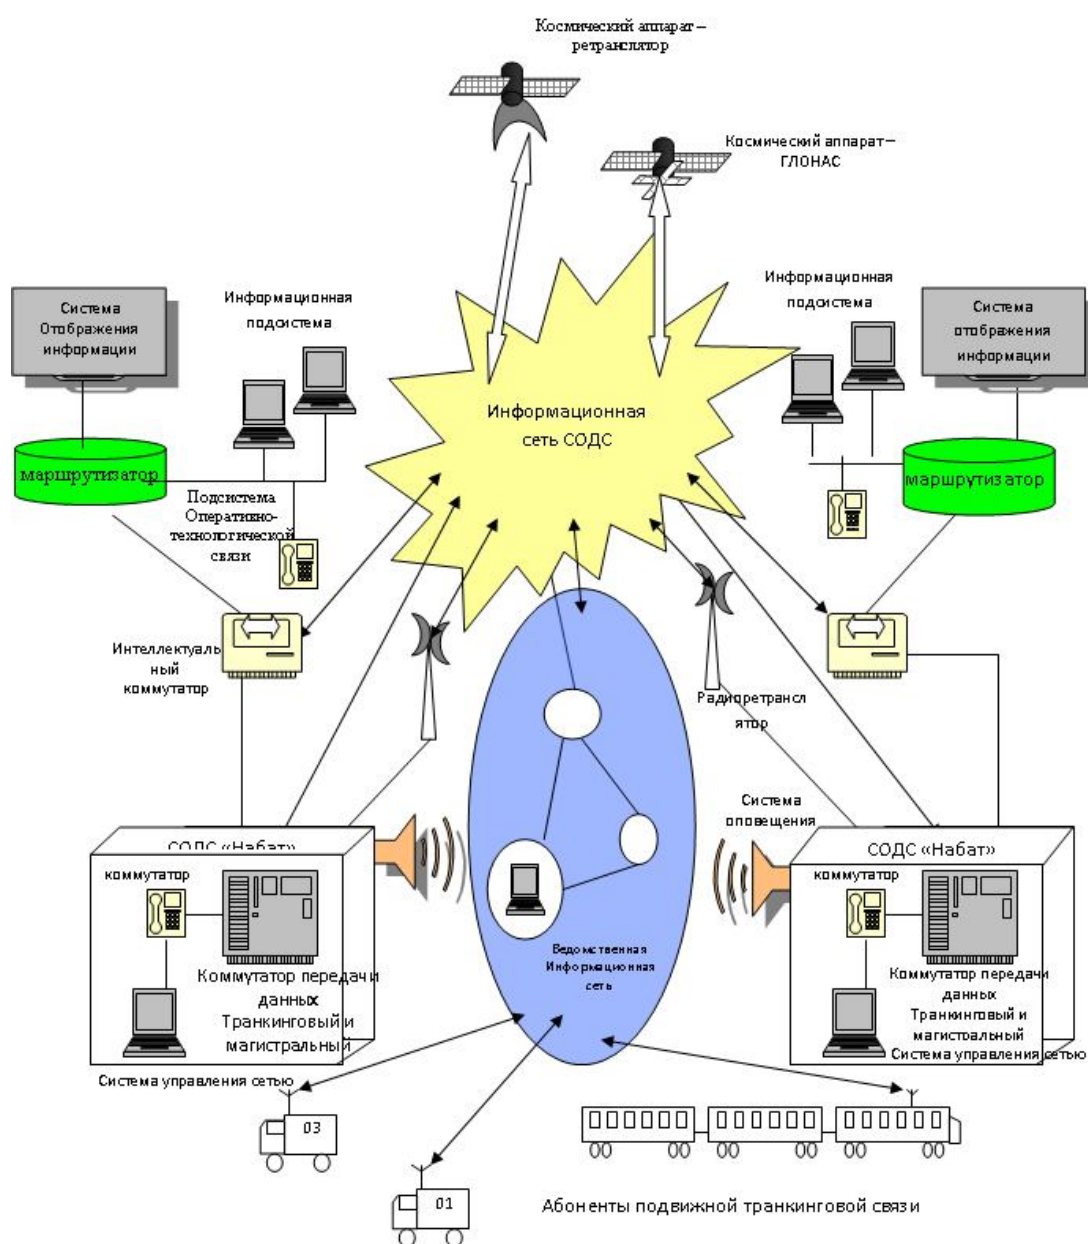 Космический аппарат –
ретранслятор
Космический аппарат –
ГЛОНАС
Информационная
подсистема
Система
Отображения
информации
Информационная
подсистема
Система
отображения
информации
Информационная
сеть СОДС
маршрутизатор
маршрутизатор
Подсистема
Оперативно-
технологической
связи
Интеллектуаль
ный
коммутатор
Радиоретрансл
ятор
Система
оповещения
СОДС «Набат»
коммутатор
Коммутатор передачи
данных
Транкинговый и
магистральный
Система управления сетью
Ведомственная
Информационная
сеть
СОДС «Набат»
коммутатор
Коммутатор передачи
данных
Транкинговый и
магистральный
Система управления сетью
03
01
Абоненты подвижной транкинговой связи